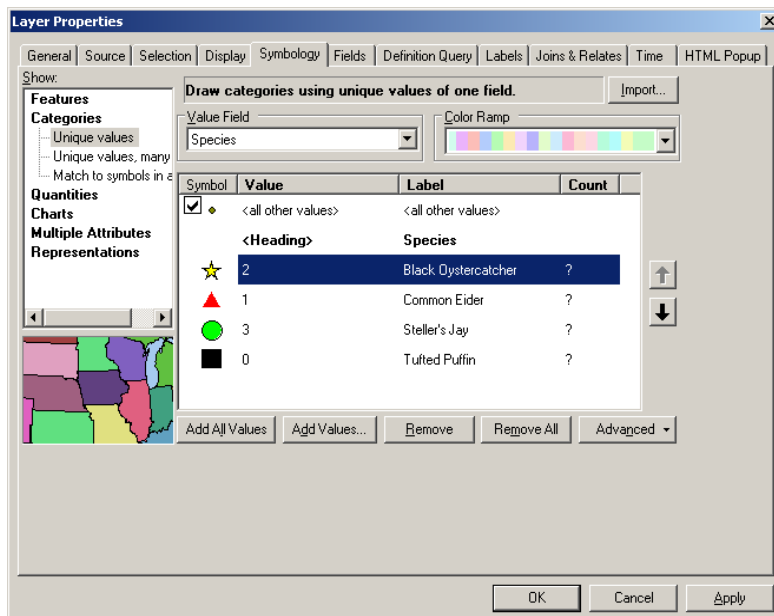 Layer Properties
General Source Selection Display Symbology Fields Definition Query Labels Joins & Relates Time HTML Popup
Show:
Features
Categories
Unique values
Unique values, many
Match to symbols in a
Quantities
Charts
Multiple Attributes
Representations
Draw categories using unique values of one field.
Import...
Value Field
Species
Color Ramp
Symbol Value Label Count
<all other values> <all other values>
<Heading> Species
2 Black Oystercatcher ?
1 Common Eider ?
3 Steller's Jay ?
0 Tufted Puffin ?
Add All Values Add Values... Remove Remove All Advanced
OK Cancel Apply